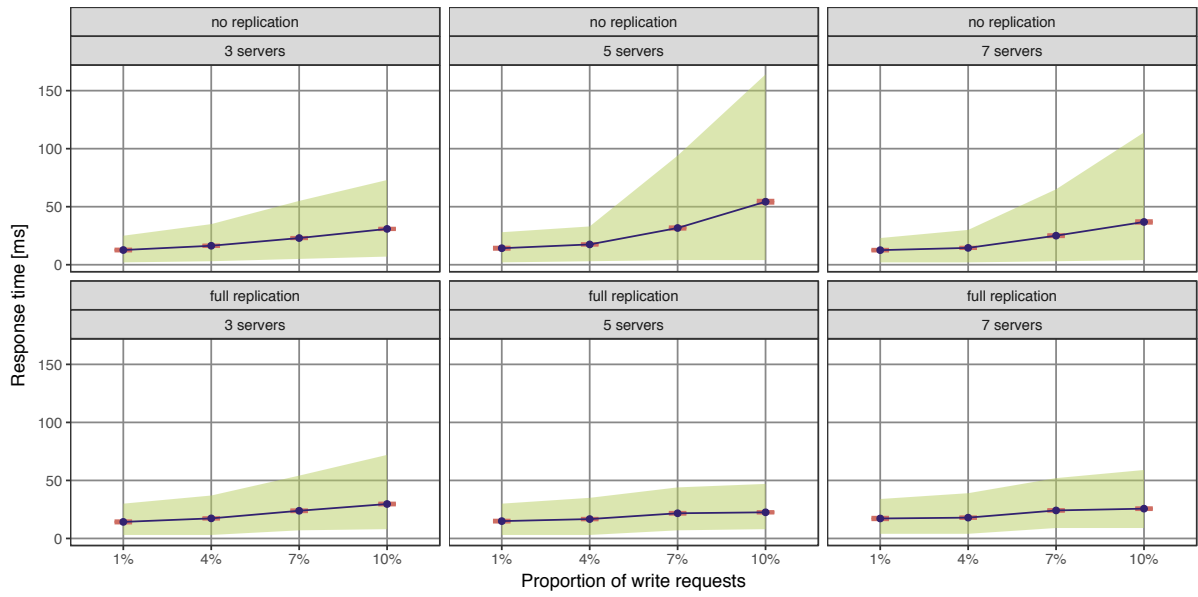 no replication
no replication
no replication
3 servers
5 servers
7 servers
150
100
50
0
full replication
full replication
full replication
3 servers
5 servers
7 servers
150
100
50
0
Response time [ms]
1% 4% 7% 10%
1% 4% 7% 10%
1% 4% 7% 10%
Proportion of write requests